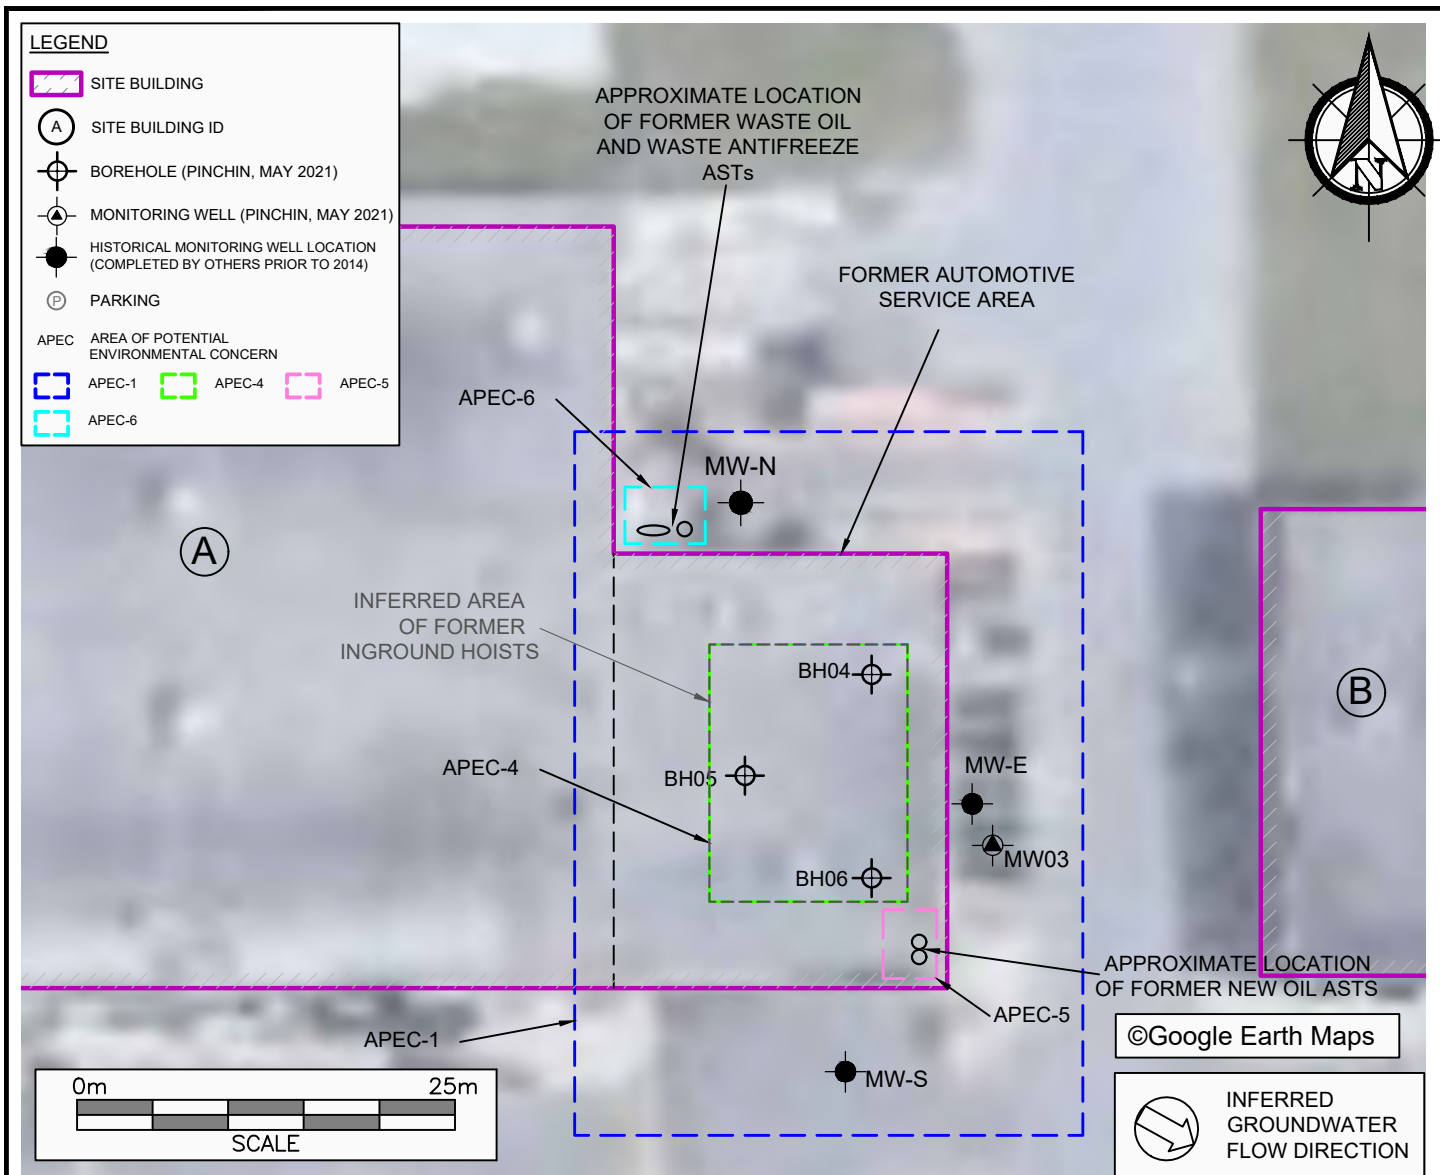 LEGEND
SITE BUILDING
A
SITE BUILDING ID
BOREHOLE (PINCHIN, MAY 2021)
MONITORING WELL (PINCHIN, MAY 2021)
HISTORICAL MONITORING WELL LOCATION
(COMPLETED BY OTHERS PRIOR TO 2014)
P
PARKING
APEC
AREA OF POTENTIAL
ENVIRONMENTAL CONCERN
APEC-1
APEC-4
APEC-5
APEC-6
APPROXIMATE LOCATION
OF FORMER WASTE OIL
AND WASTE ANTIFREEZE
ASTs
N
FORMER AUTOMOTIVE
SERVICE AREA
APEC-6
MW-N
A
INFERRED AREA
OF FORMER
INGROUND HOISTS
BH04
B
APEC-4
BH05
MW-E
MW03
BH06
APPROXIMATE LOCATION
OF FORMER NEW OIL ASTS
APEC-5
APEC-1
©Google Earth Maps
MW-S
0m
25m
SCALE
INFERRED
GROUNDWATER
FLOW DIRECTION